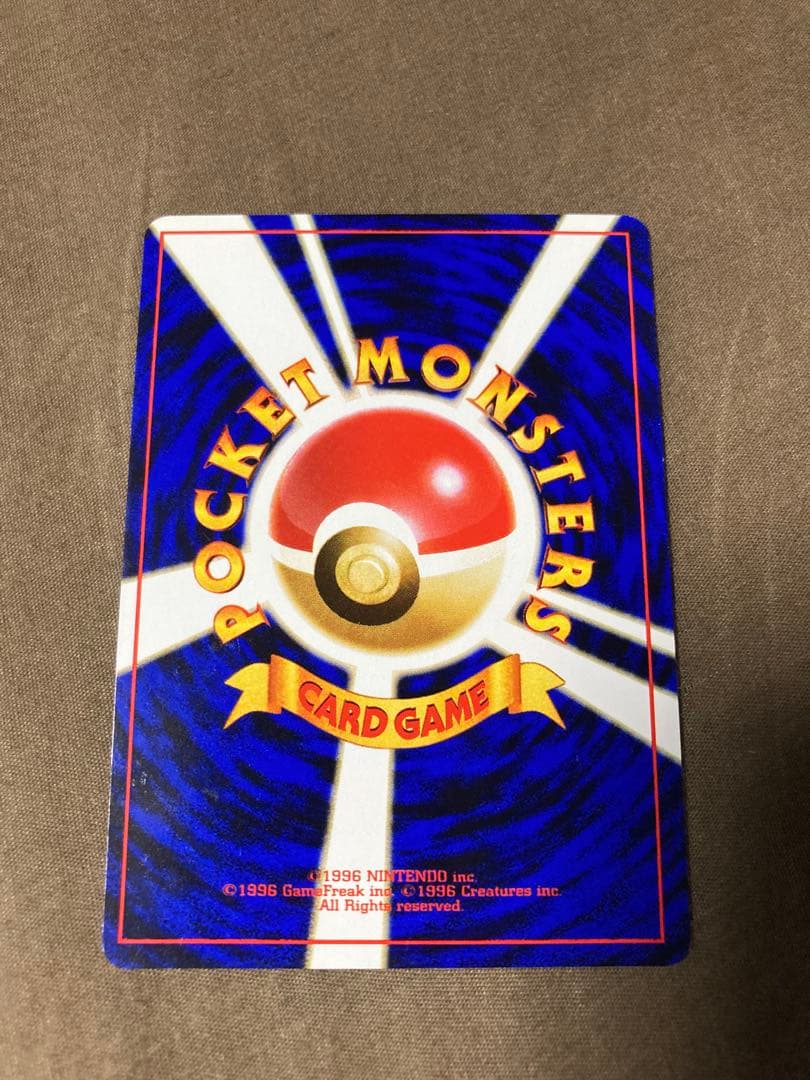 POCKET MONSTERS
CARD GAME
©1996 NINTENDO inc.
©1996 GameFreak inc. ©1996 Creatures inc.
All Rights reserved.